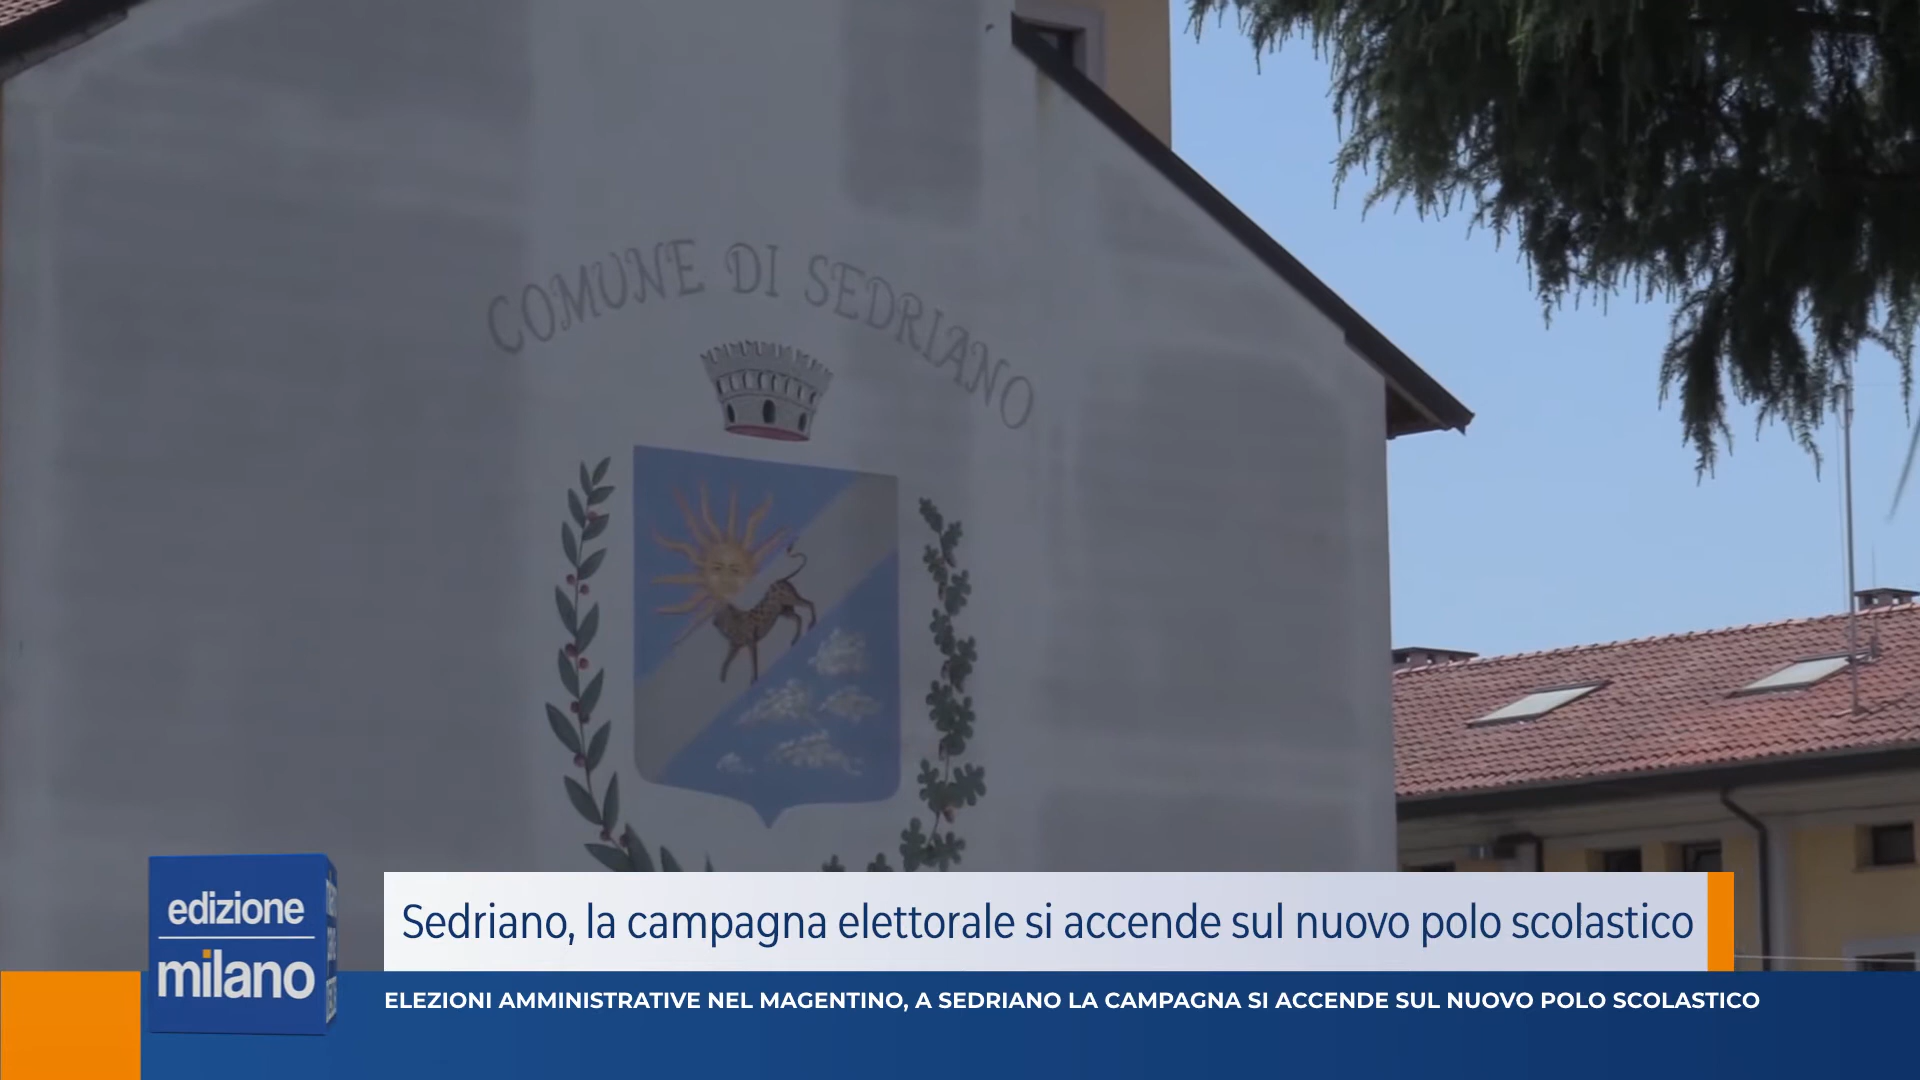 COMUNE DI SEDRIANO
edizione
milano
Sedriano, la campagna elettorale si accende sul nuovo polo scolastico
ELEZIONI AMMINISTRATIVE NEL MAGENTINO, A SEDRIANO LA CAMPAGNA SI ACCENDE SUL NUOVO POLO SCOLASTICO